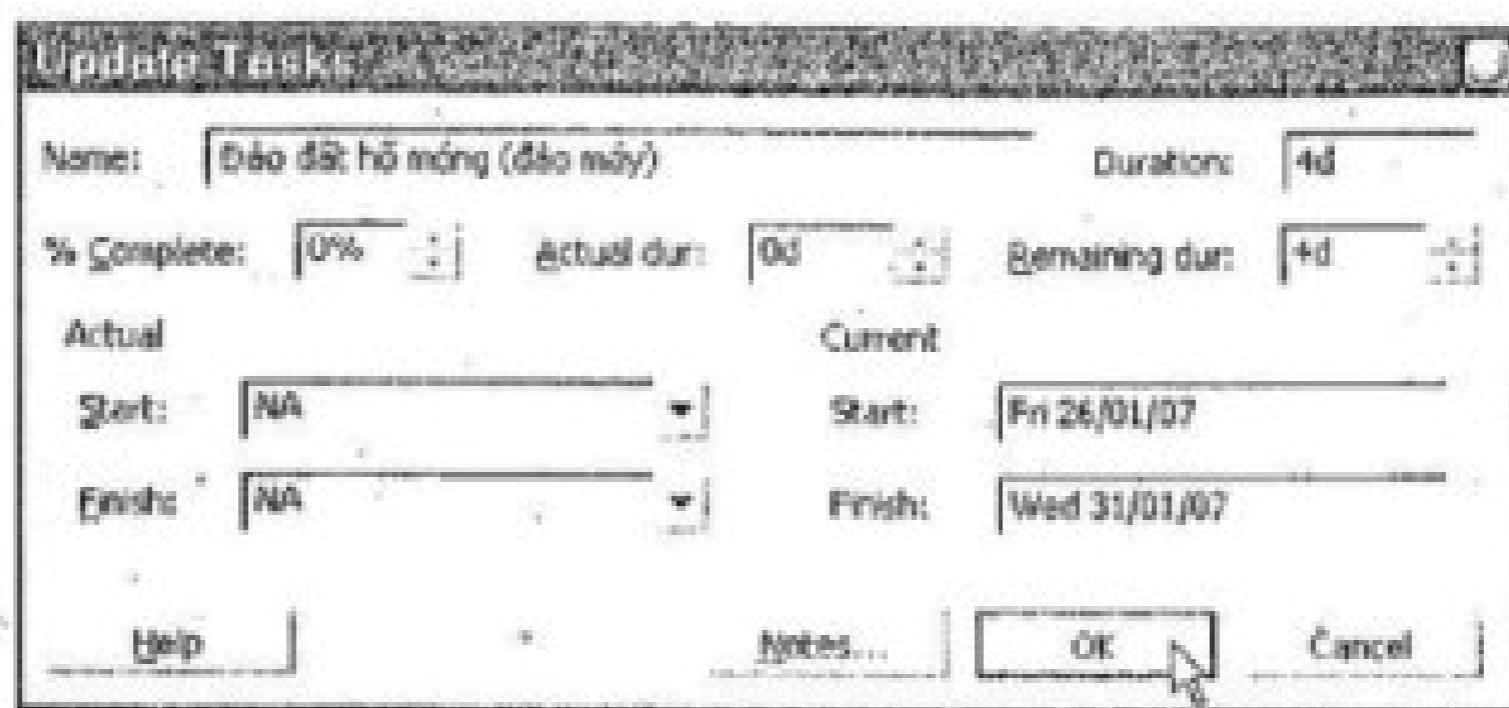 Update Tasks
Name: Đào đất hố móng (đào máy) Duration: 4d
% Complete: 0% Actual dur: 0d Remaining dur: 4d
Actual Current
Start: NA Start: Fri 26/01/07
Finish: NA Finish: Wed 31/01/07
Help Notes... OK Cancel